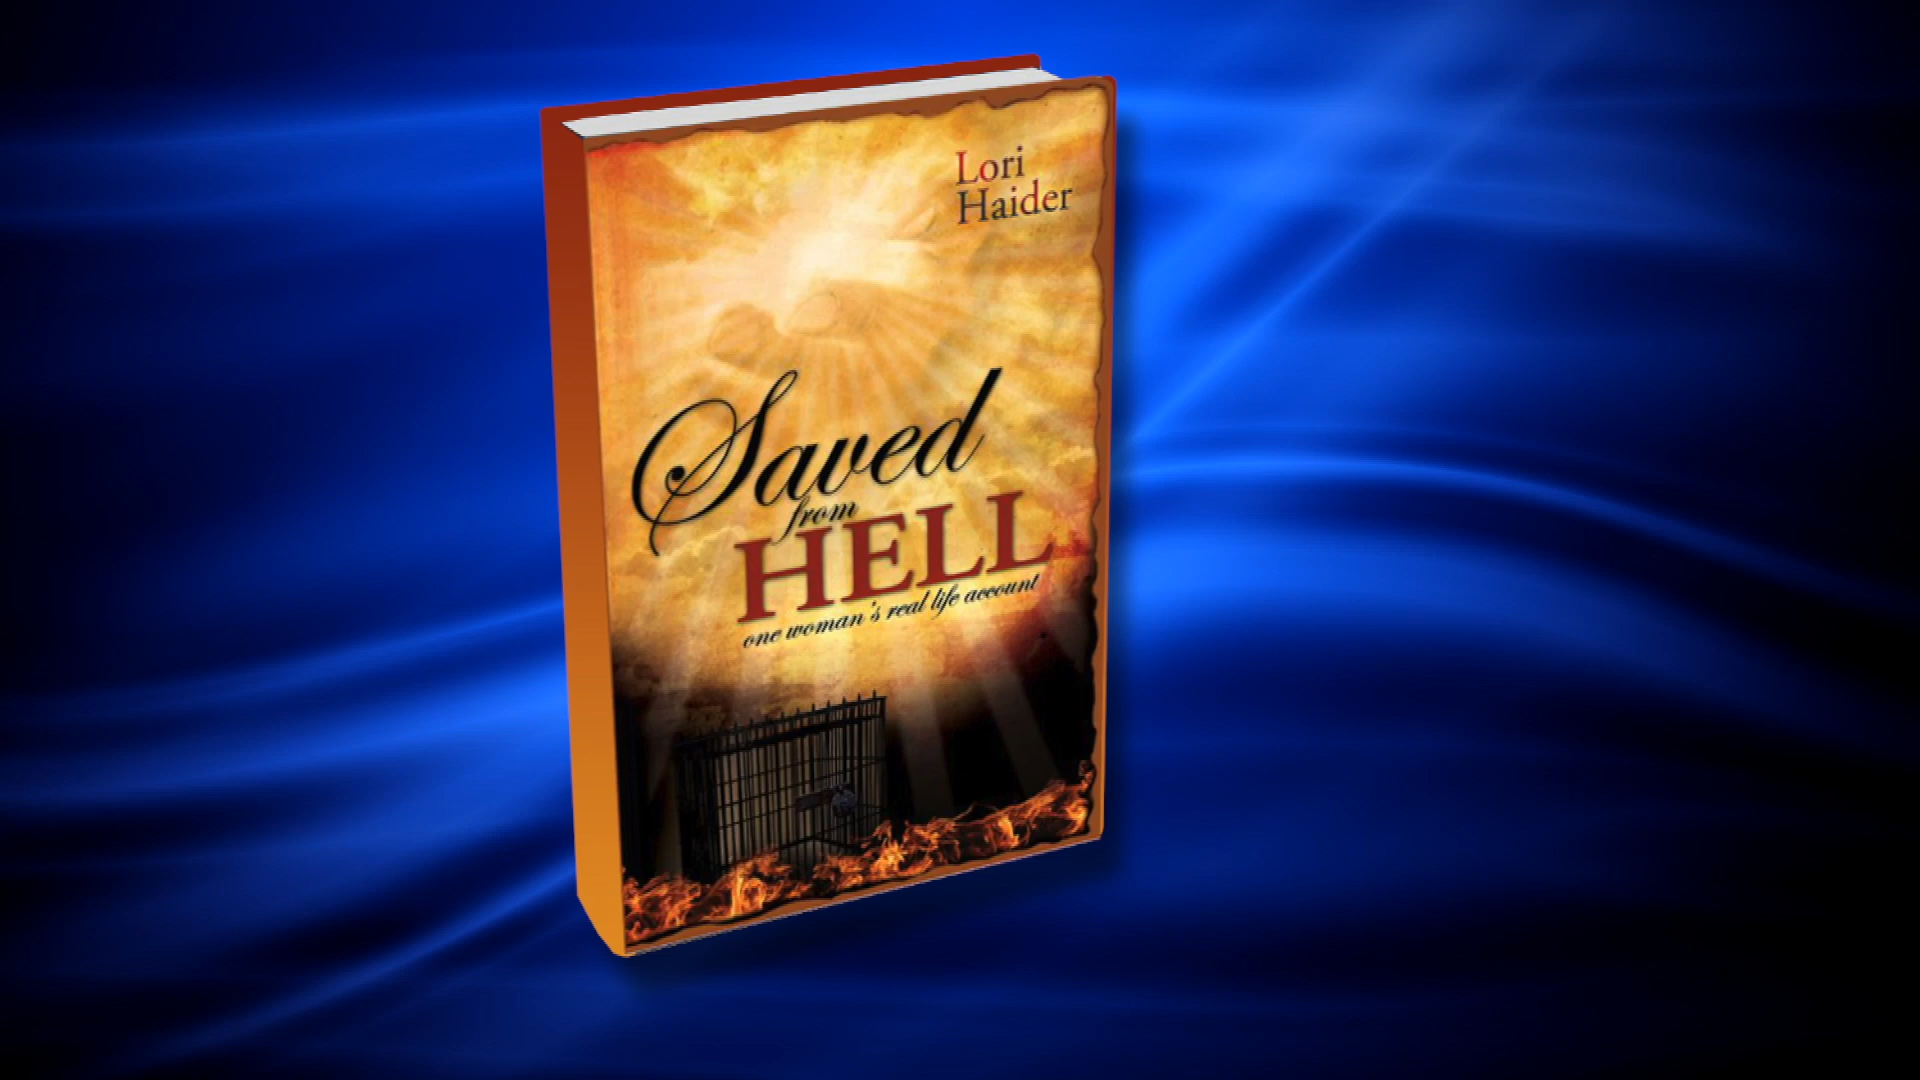 Lori
Haider
Saved
from
HELL
one woman's real life account